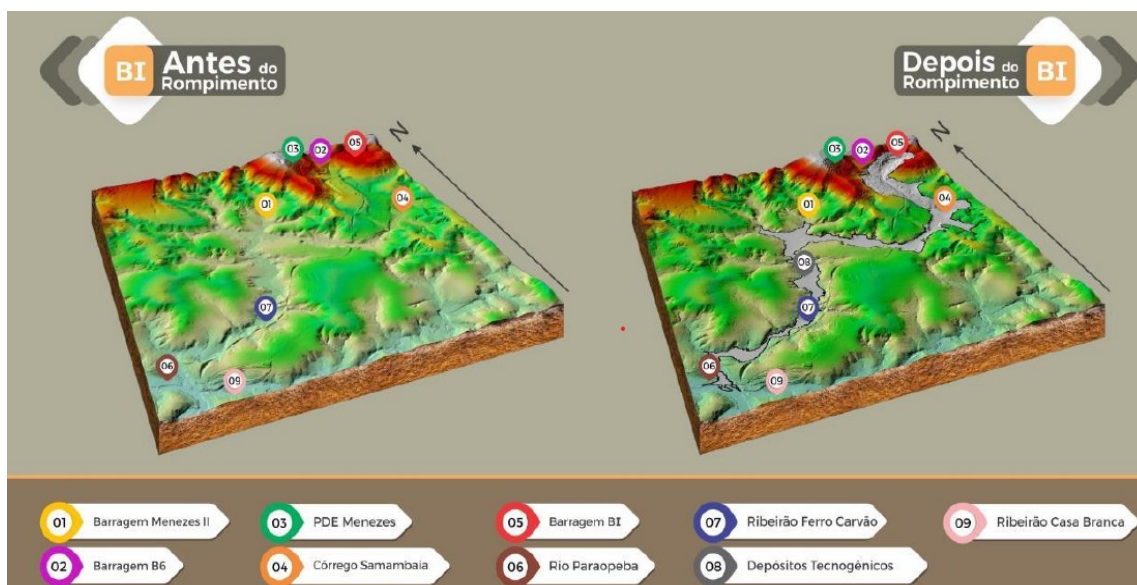 BI Antes do
Rompimento
Depois do BI
Rompimento
03
02
05
N
01
04
07
06
09
03
02
05
N
01
04
08
07
06
09
01 Barragem Menezes II
03 PDE Menezes
05 Barragem BI
07 Ribeirão Ferro Carvão
09 Ribeirão Casa Branca
02 Barragem B6
04 Córrego Samambaia
06 Rio Paraopeba
08 Depósitos Tecnogênicos